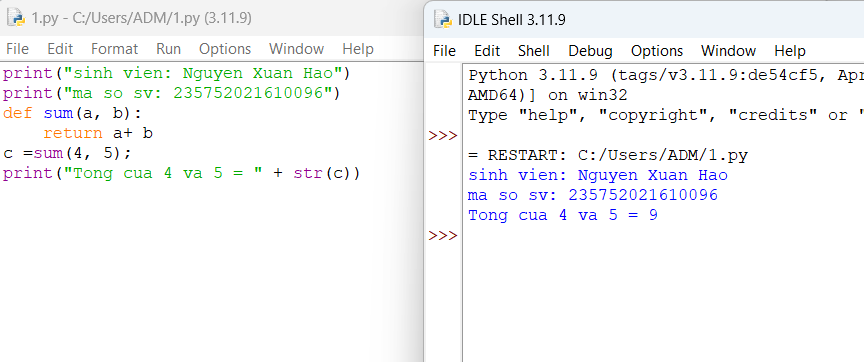 1.py - C:/Users/ADM/1.py (3.11.9)
File Edit Format Run Options Window Help
print("sinh vien: Nguyen Xuan Hao")
print("ma so sv: 235752021610096")
def sum(a, b):
    return a+ b
c =sum(4, 5);
print("Tong cua 4 va 5 = " + str(c))
IDLE Shell 3.11.9
File Edit Shell Debug Options Window Help
Python 3.11.9 (tags/v3.11.9:de54cf5, Apr
AMD64)] on win32
Type "help", "copyright", "credits" or "
>>>
= RESTART: C:/Users/ADM/1.py
sinh vien: Nguyen Xuan Hao
ma so sv: 235752021610096
Tong cua 4 va 5 = 9
>>>